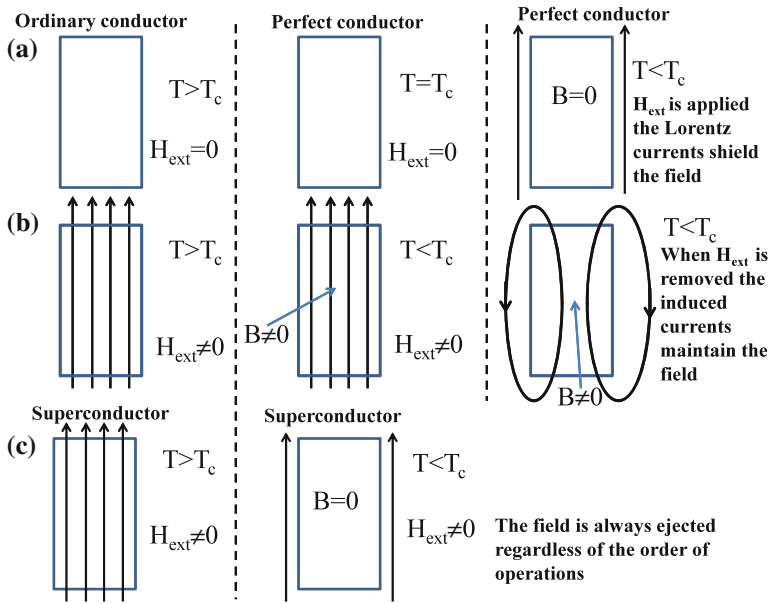 Ordinary conductor
Perfect conductor
Perfect conductor
(a)
T>Tc
Hext=0
T=Tc
Hext=0
B=0
T<Tc
Hext is applied
the Lorentz
currents shield
the field
(b)
T>Tc
Hext≠0
T<Tc
B≠0
Hext≠0
T<Tc
When Hext is
removed the
induced
currents
maintain the
field
B≠0
Superconductor
Superconductor
(c)
T>Tc
Hext≠0
B=0
T<Tc
Hext≠0
The field is always ejected
regardless of the order of
operations